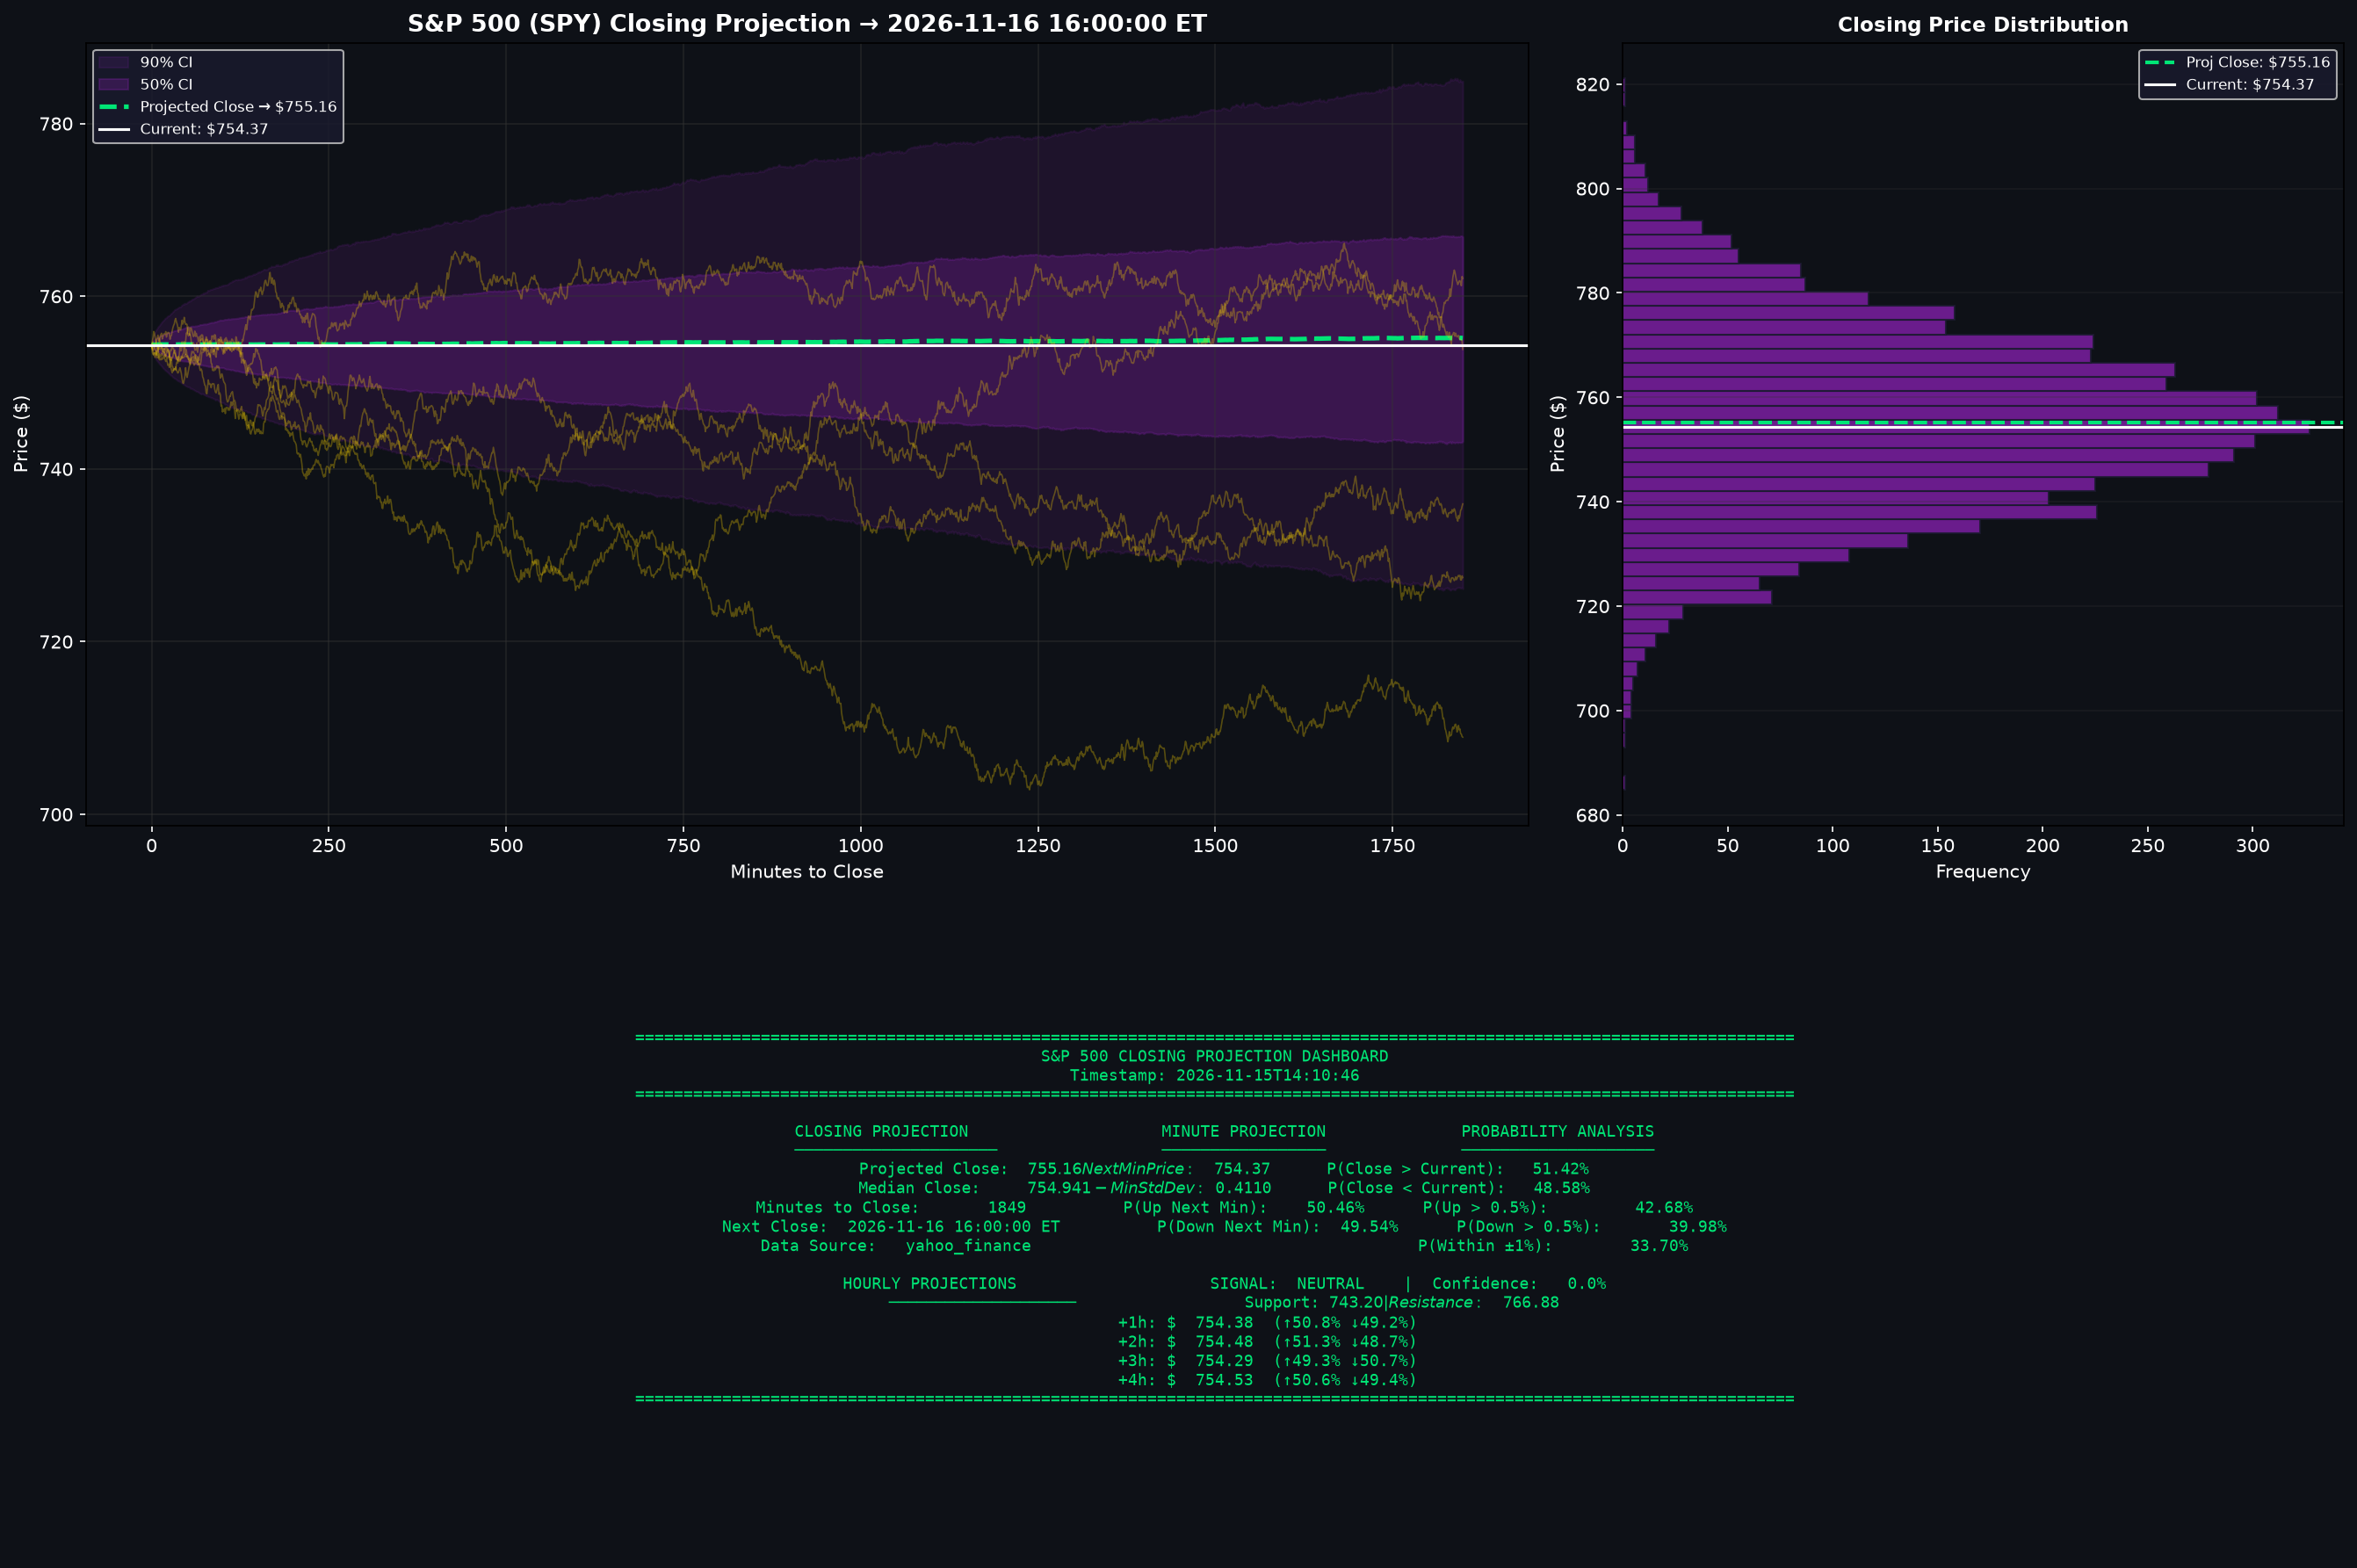 S&P 500 (SPY) Closing Projection → 2026-11-16 16:00:00 ET
90% CI
50% CI
Projected Close → $755.16
Current: $754.37
Price ($)
780
760
740
720
700
0 250 500 750 1000 1250 1500 1750
Minutes to Close
Closing Price Distribution
Proj Close: $755.16
Current: $754.37
Price ($)
820
800
780
760
740
720
700
680
0 50 100 150 200 250 300
Frequency
================================================================================
S&P 500 CLOSING PROJECTION DASHBOARD
Timestamp: 2026-11-15T14:10:46
================================================================================
CLOSING PROJECTION MINUTE PROJECTION PROBABILITY ANALYSIS
Projected Close: 755.16NextMinPrice: 754.37 P(Close > Current): 51.42%
Median Close: 754.941-MinStdDev: 0.4110 P(Close < Current): 48.58%
Minutes to Close: 1849 P(Up Next Min): 50.46% P(Up > 0.5%): 42.68%
Next Close: 2026-11-16 16:00:00 ET P(Down Next Min): 49.54% P(Down > 0.5%): 39.98%
Data Source: yahoo_finance P(Within ±1%): 33.70%
HOURLY PROJECTIONS SIGNAL: NEUTRAL | Confidence: 0.0%
Support: 743.20|Resistance: 766.88
+1h: $ 754.38 (↑50.8% ↓49.2%)
+2h: $ 754.48 (↑51.3% ↓48.7%)
+3h: $ 754.29 (↑49.3% ↓50.7%)
+4h: $ 754.53 (↑50.6% ↓49.4%)
================================================================================